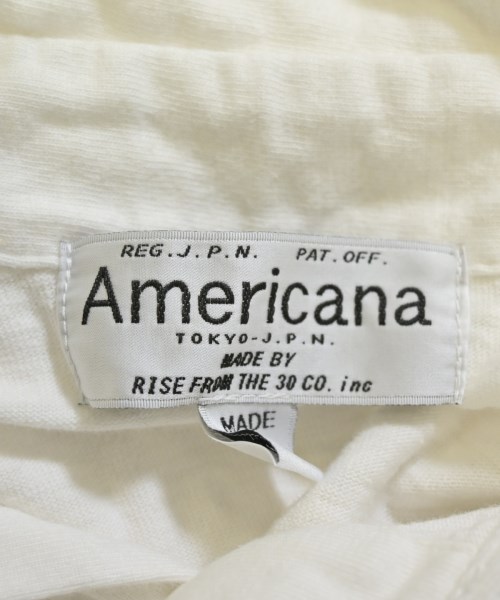 REG.J.P.N. PAT.OFF.
Americana
TOKYO-J.P.N.
MADE BY
RISE FROM THE 30 CO. inc
MADE